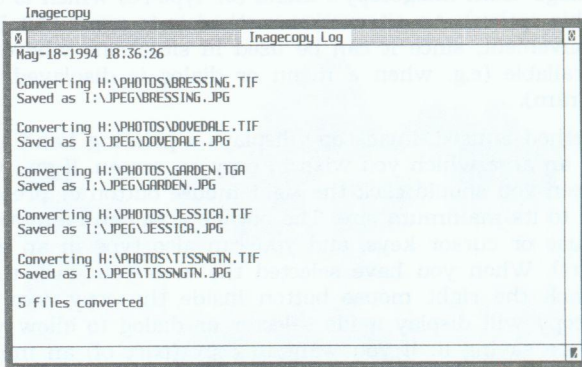 Imagecopy
Imagecopy Log
May-18-1994 18:36:26
Converting H:\PHOTOS\BRESSING.TIF
Saved as I:\JPEG\BRESSING.JPG
Converting H:\PHOTOS\DOVEDALE.TIF
Saved as I:\JPEG\DOVEDALE.JPG
Converting H:\PHOTOS\GARDEN.TGA
Saved as I:\JPEG\GARDEN.JPG
Converting H:\PHOTOS\JESSICA.TIF
Saved as I:\JPEG\JESSICA.JPG
Converting H:\PHOTOS\TISSNGTN.TIF
Saved as I:\JPEG\TISSNGTN.JPG
5 files converted